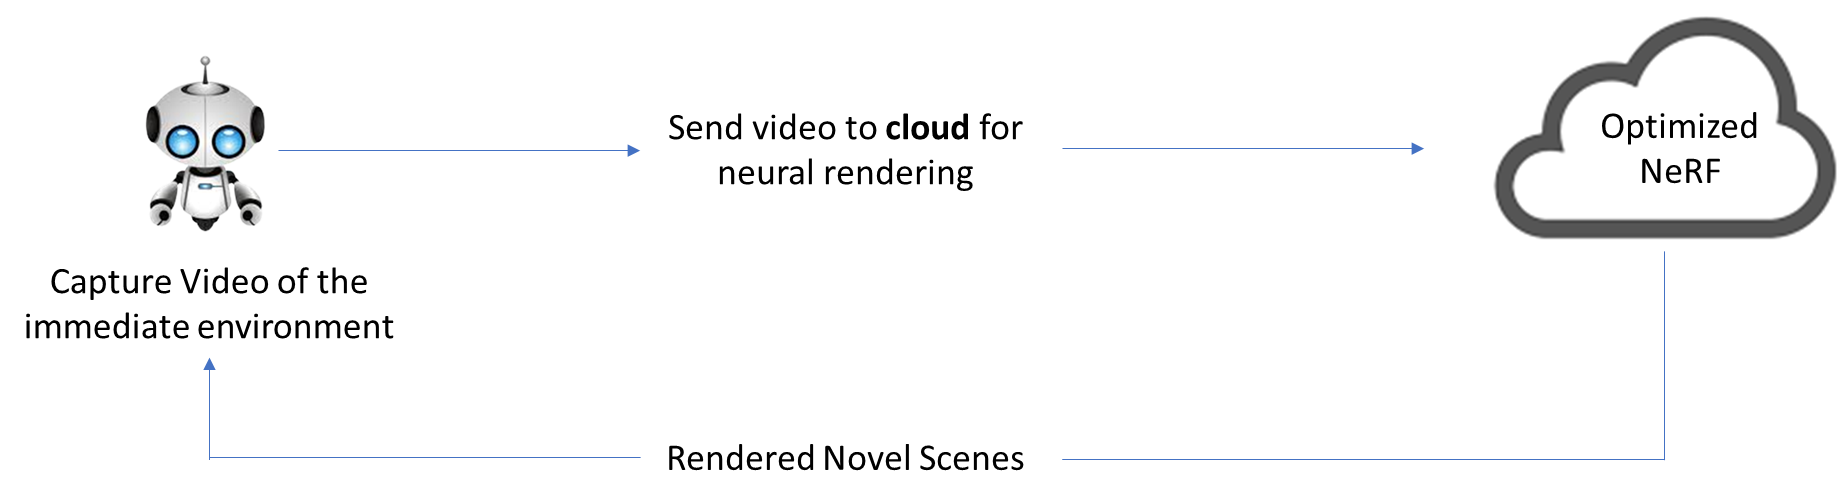 Send video to cloud for
neural rendering
Optimized
NeRF
Capture Video of the
immediate environment
Rendered Novel Scenes